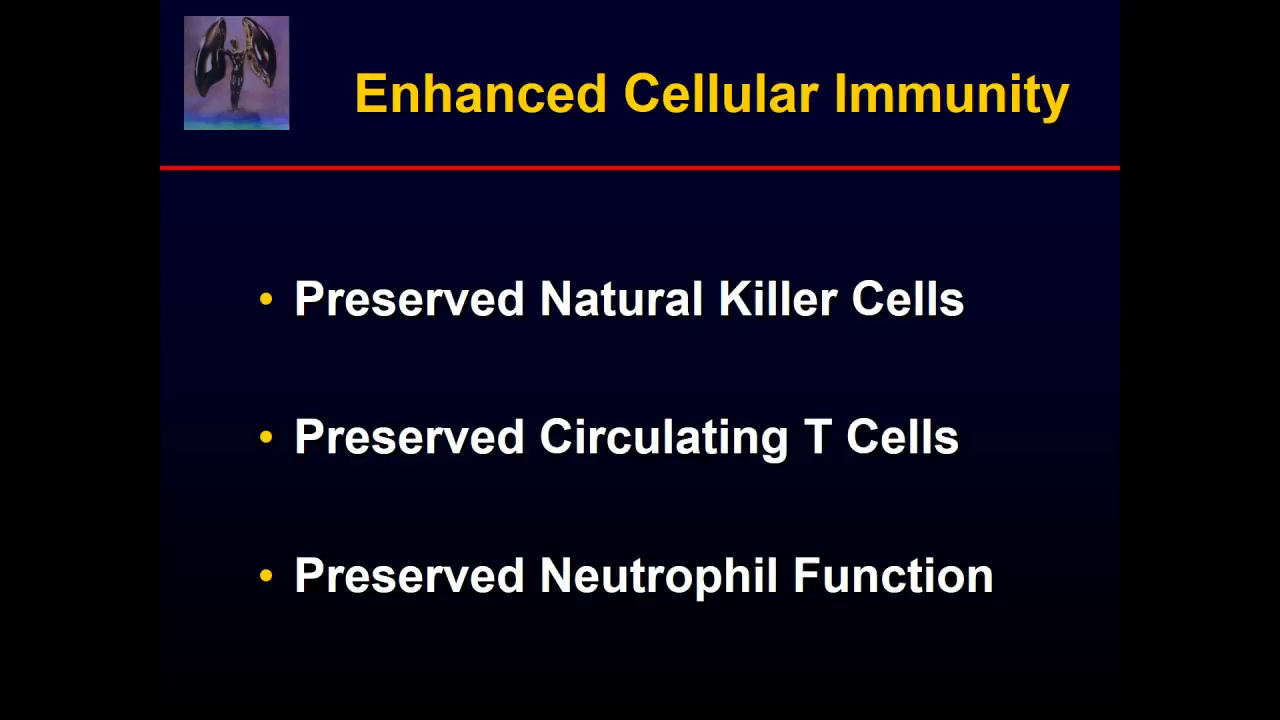 Enhanced Cellular Immunity
• Preserved Natural Killer Cells
• Preserved Circulating T Cells
• Preserved Neutrophil Function